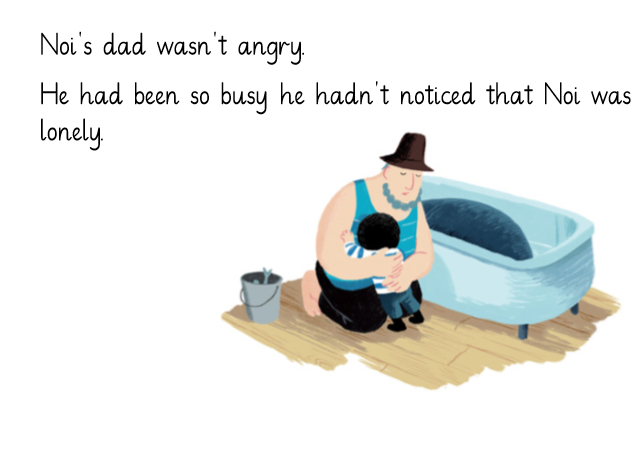 Noi's dad wasn't angry.
He had been so busy he hadn't noticed that Noi was
lonely.